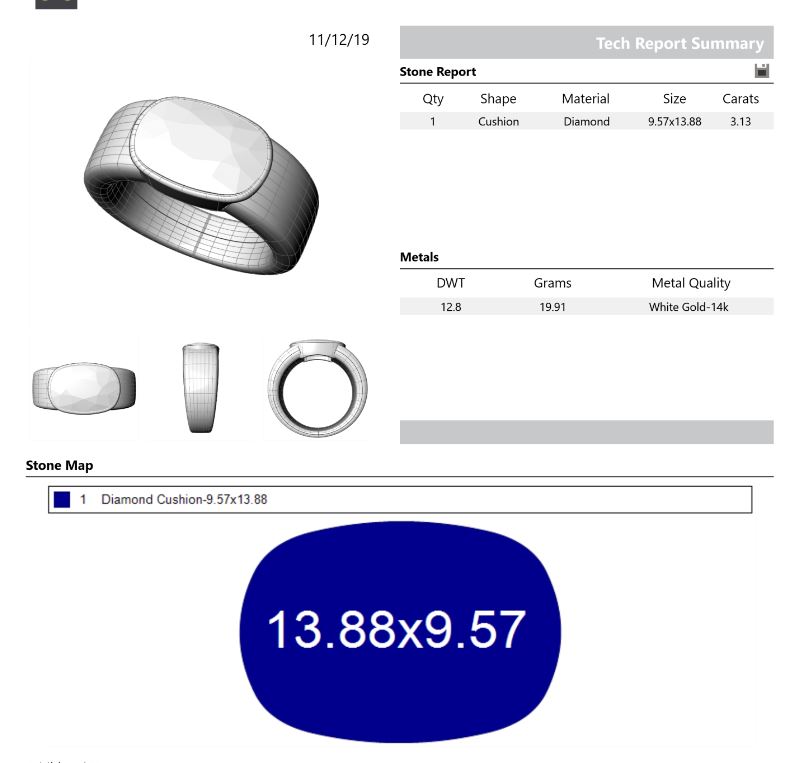 11/12/19
Tech Report Summary
Stone Report
Qty Shape Material Size Carats
1 Cushion Diamond 9.57x13.88 3.13
Metals
DWT Grams Metal Quality
12.8 19.91 White Gold-14k
Stone Map
1 Diamond Cushion-9.57x13.88
13.88x9.57